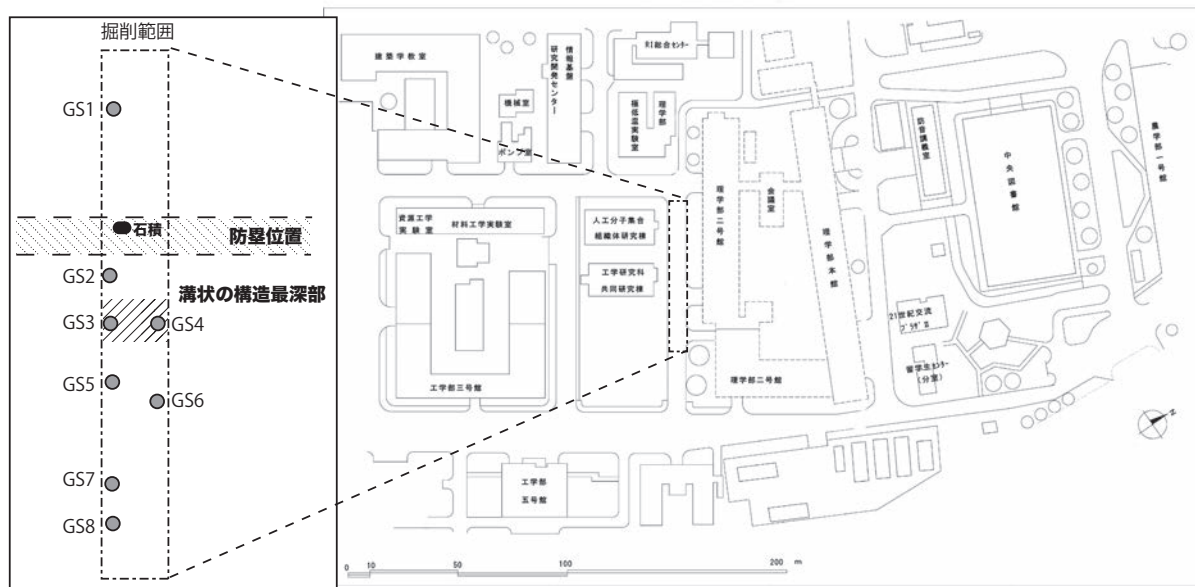 掘削範囲
GS1
石積
防塁位置
GS2
溝状の構造最深部
GS3
GS4
GS5
GS6
GS7
GS8
建築学教室
情報基盤
研究開発センター
機械室
ポンプ室
RI総合センター
理学部
極低温実験室
理学部二号館
会議室
理学部本館
防音講義室
中央図書館
農学部一号館
資源工学
実験室
材料工学実験室
人工分子集合
組織体研究棟
工学研究科
共同研究棟
工学部三号館
理学部二号館
21世紀交流
プラザⅡ
留学生センター
(分室)
工学部
五号館
N
0 10 50 100 200 m